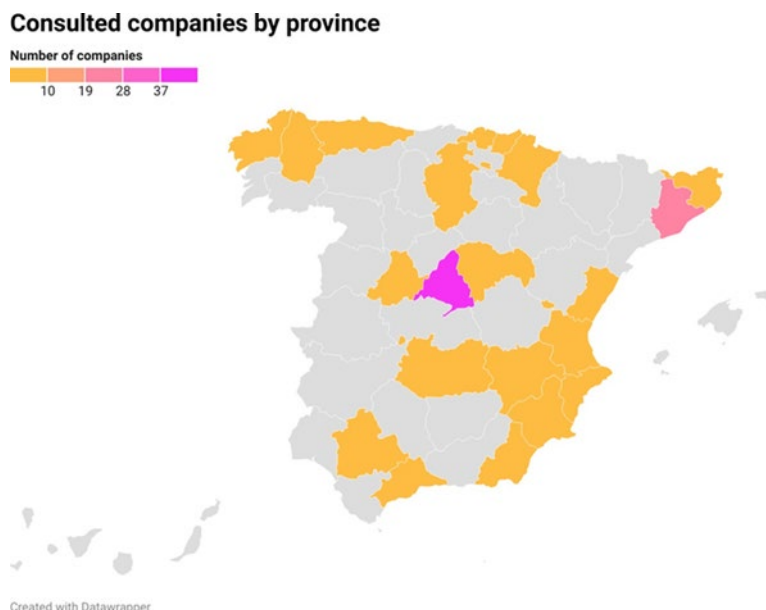 Consulted companies by province
Number of companies
10 19 28 37
Created with Datawrapper